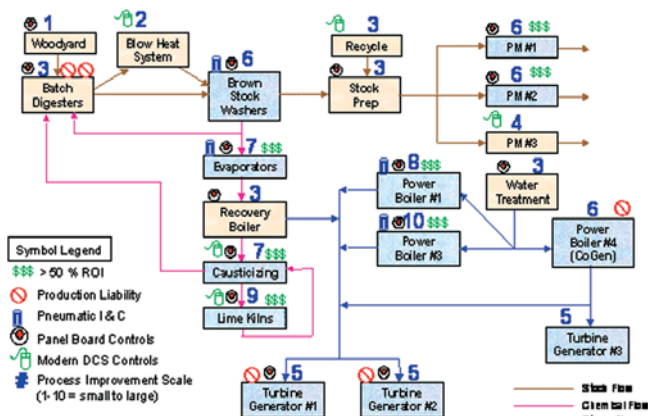 1
Woodyard
3
Batch
Digesters
2
Blow Heat
System
6
Brown
Stock
Washers
3
Recycle
3
Stock
Prep
6 $$$
PM #1
6 $$$
PM #2
4
PM #3
7 $$$
Evaporators
3
Recovery
Boiler
7 $$$
Causticizing
9 $$$
Lime Kilns
8 $$$
Power
Boiler #1
10 $$$
Power
Boiler #3
3
Water
Treatment
6
Power
Boiler #4
(CoGen)
5
Turbine
Generator #3
5
Turbine
Generator #1
5
Turbine
Generator #2
Symbol Legend
$$$ > 50 % ROI
Production Liability
Pneumatic I & C
Panel Board Controls
Modern DCS Controls
# Process Improvement Scale
(1-10 = small to large)
Stock Flow
Chemical Flow